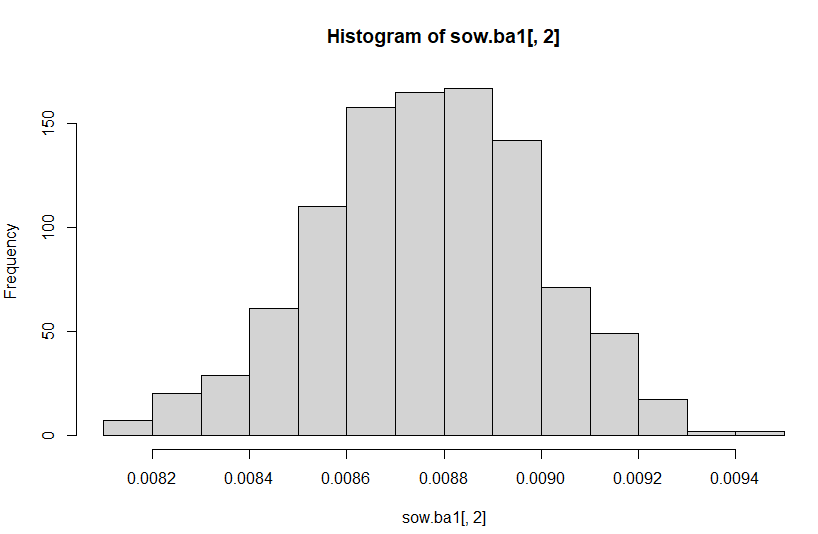 Histogram of sow.ba1[, 2]
Frequency
150
100
50
0
0.0082 0.0084 0.0086 0.0088 0.0090 0.0092 0.0094
sow.ba1[, 2]